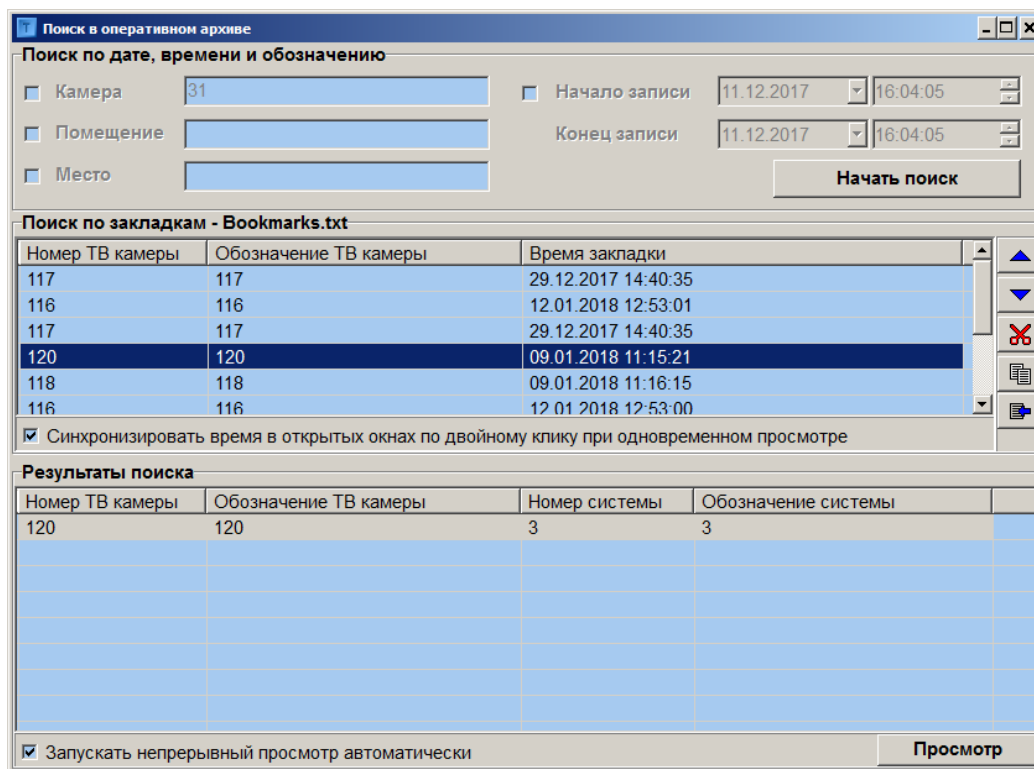 Поиск в оперативном архиве
Поиск по дате, времени и обозначению
Камера 31 Начало записи 11.12.2017 16:04:05
Помещение Конец записи 11.12.2017 16:04:05
Место
Начать поиск
Поиск по закладкам - Bookmarks.txt
Номер ТВ камеры Обозначение ТВ камеры Время закладки
117 117 29.12.2017 14:40:35
116 116 12.01.2018 12:53:01
117 117 29.12.2017 14:40:35
120 120 09.01.2018 11:15:21
118 118 09.01.2018 11:16:15
116 116 12.01.2018 12:53:00
Синхронизировать время в открытых окнах по двойному клику при одновременном просмотре
Результаты поиска
Номер ТВ камеры Обозначение ТВ камеры Номер системы Обозначение системы
120 120 3 3
Запускать непрерывный просмотр автоматически Просмотр